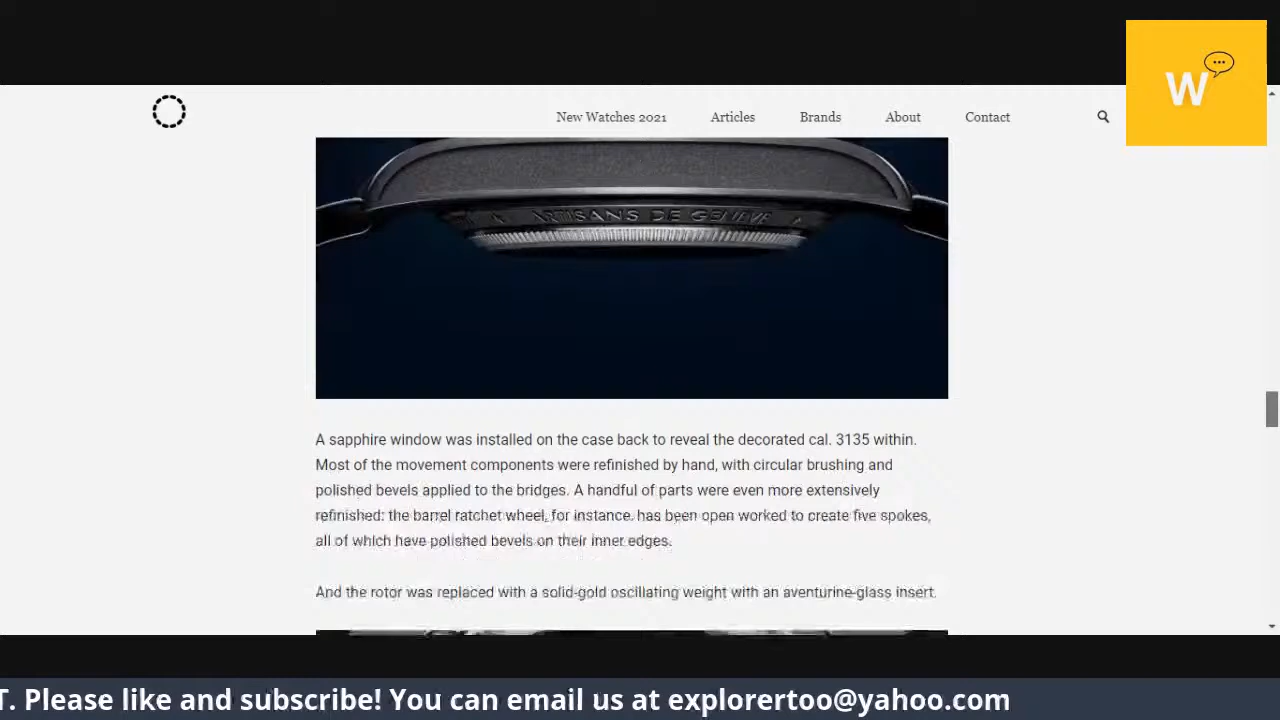 New Watches 2021 Articles Brands About Contact
W
ARTISANS DE GENÈVE
A sapphire window was installed on the case back to reveal the decorated cal. 3135 within.
Most of the movement components were refinished by hand, with circular brushing and
polished bevels applied to the bridges. A handful of parts were even more extensively
refinished: the barrel ratchet wheel, for instance, has been open worked to create five spokes,
all of which have polished bevels on their inner edges.
And the rotor was replaced with a solid-gold oscillating weight with an aventurine-glass insert.
T. Please like and subscribe! You can email us at explorertoo@yahoo.com